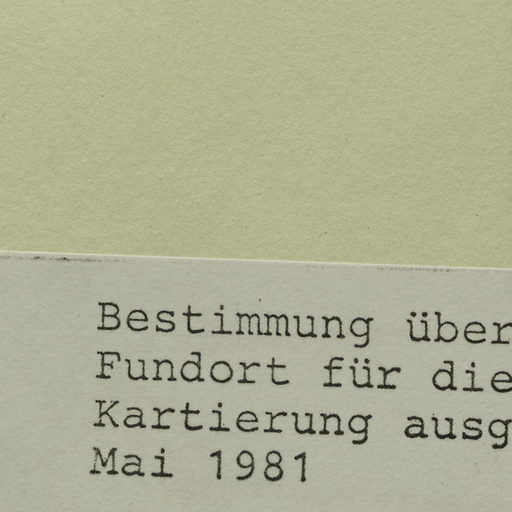 Bestimmung über
Fundort für die
Kartierung ausg
Mai 1981